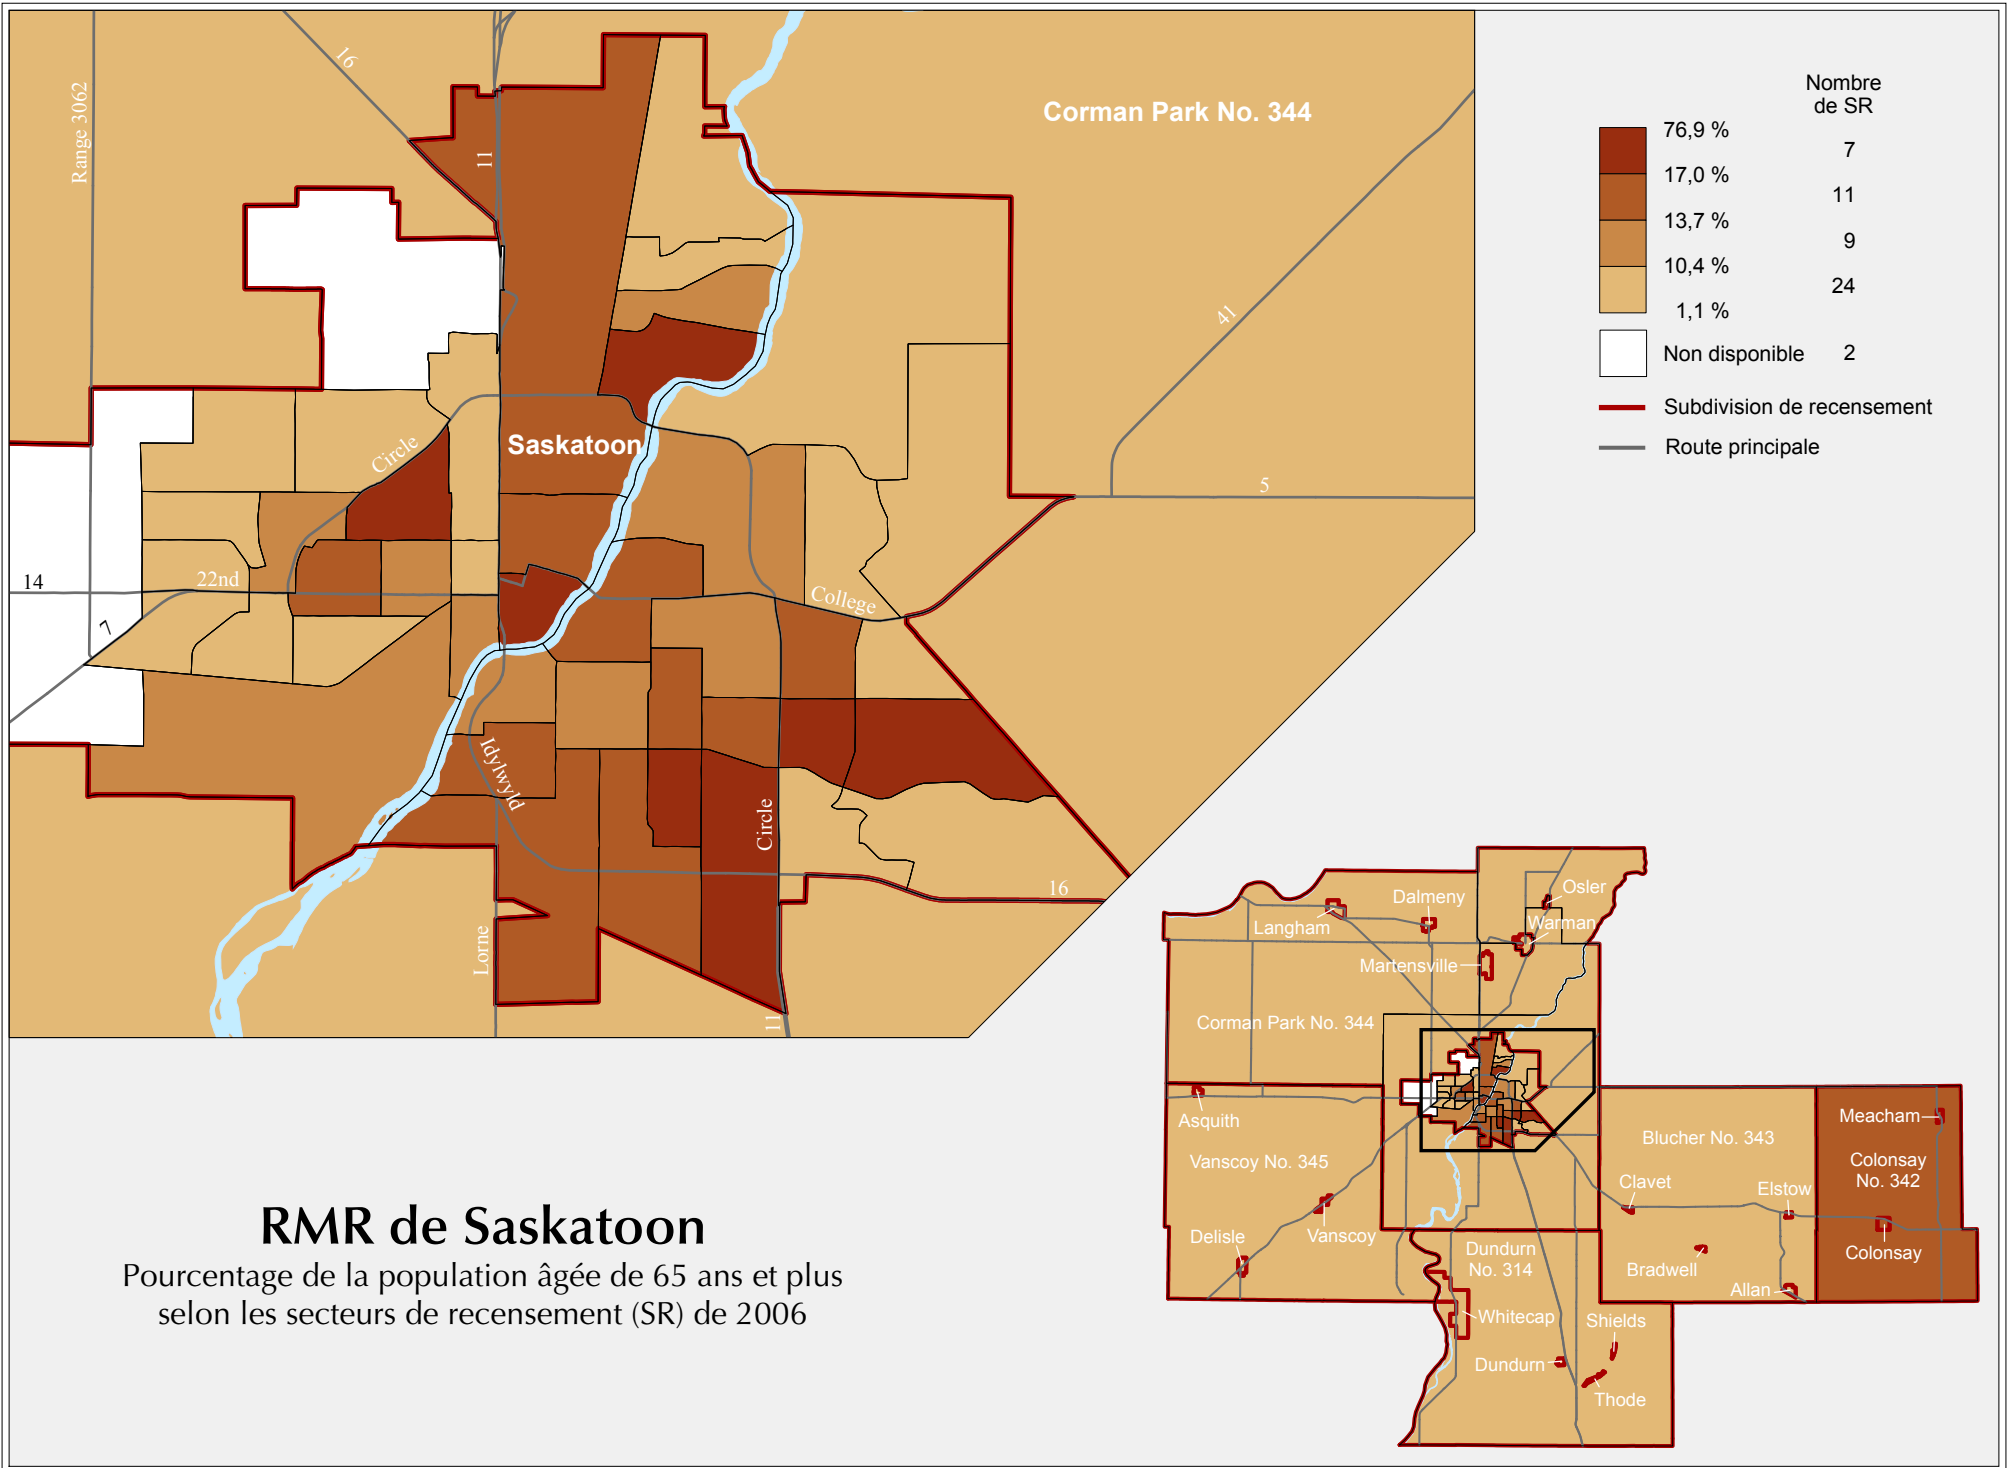 16
Range 3062
11
Corman Park No. 344
41
Circle
Saskatoon
5
14
22nd
7
College
Idylwyld
Circle
16
Lorne
11
Nombre
de SR
76,9 %
7
17,0 %
11
13,7 %
9
10,4 %
24
1,1 %
Non disponible 2
Subdivision de recensement
Route principale
RMR de Saskatoon
Pourcentage de la population âgée de 65 ans et plus
selon les secteurs de recensement (SR) de 2006
Osler
Dalmeny
Langham
Warman
Martensville
Corman Park No. 344
Asquith
Meacham
Blucher No. 343
Vanscoy No. 345
Colonsay
No. 342
Clavet
Elstow
Delisle
Vanscoy
Dundurn
No. 314
Colonsay
Bradwell
Allan
Whitecap
Shields
Dundurn
Thode